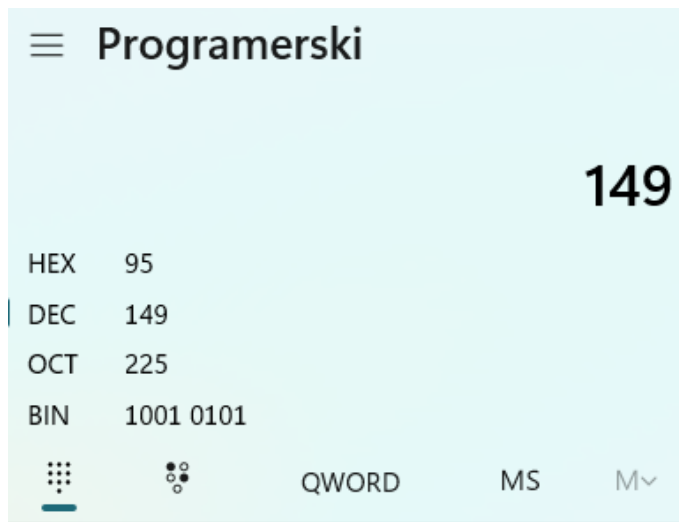 Programerski
149
HEX 95
DEC 149
OCT 225
BIN 1001 0101
QWORD MS M